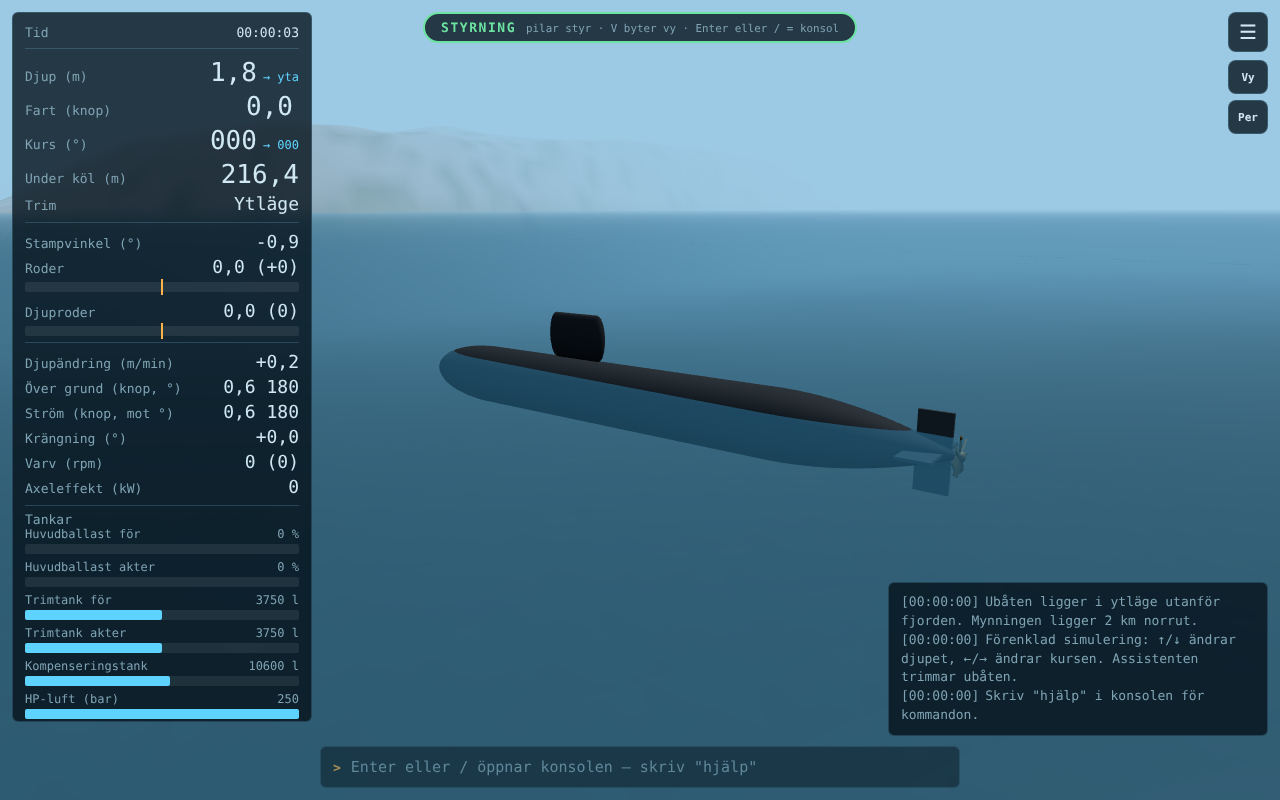 Tid 00:00:03
Djup (m) 1,8 → yta
Fart (knop) 0,0
Kurs (°) 000 → 000
Under köl (m) 216,4
Trim Ytläge
Stampvinkel (°) -0,9
Roder 0,0 (+0)
Djuproder 0,0 (0)
Djupändring (m/min) +0,2
Över grund (knop, °) 0,6 180
Ström (knop, mot °) 0,6 180
Krängning (°) +0,0
Varv (rpm) 0 (0)
Axeleffekt (kW) 0
Tankar
Huvudballast för 0 %
Huvudballast akter 0 %
Trimtank för 3750 l
Trimtank akter 3750 l
Kompenseringstank 10600 l
HP-luft (bar) 250
STYRNING pilar styr · V byter vy · Enter eller / = konsol
☰
Vy
Per
[00:00:00] Ubåten ligger i ytläge utanför
fjorden. Mynningen ligger 2 km norrut.
[00:00:00] Förenklad simulering: ↑/↓ ändrar
djupet, ←/→ ändrar kursen. Assistenten
trimmar ubåten.
[00:00:00] Skriv "hjälp" i konsolen för
kommandon.
> Enter eller / öppnar konsolen — skriv "hjälp"